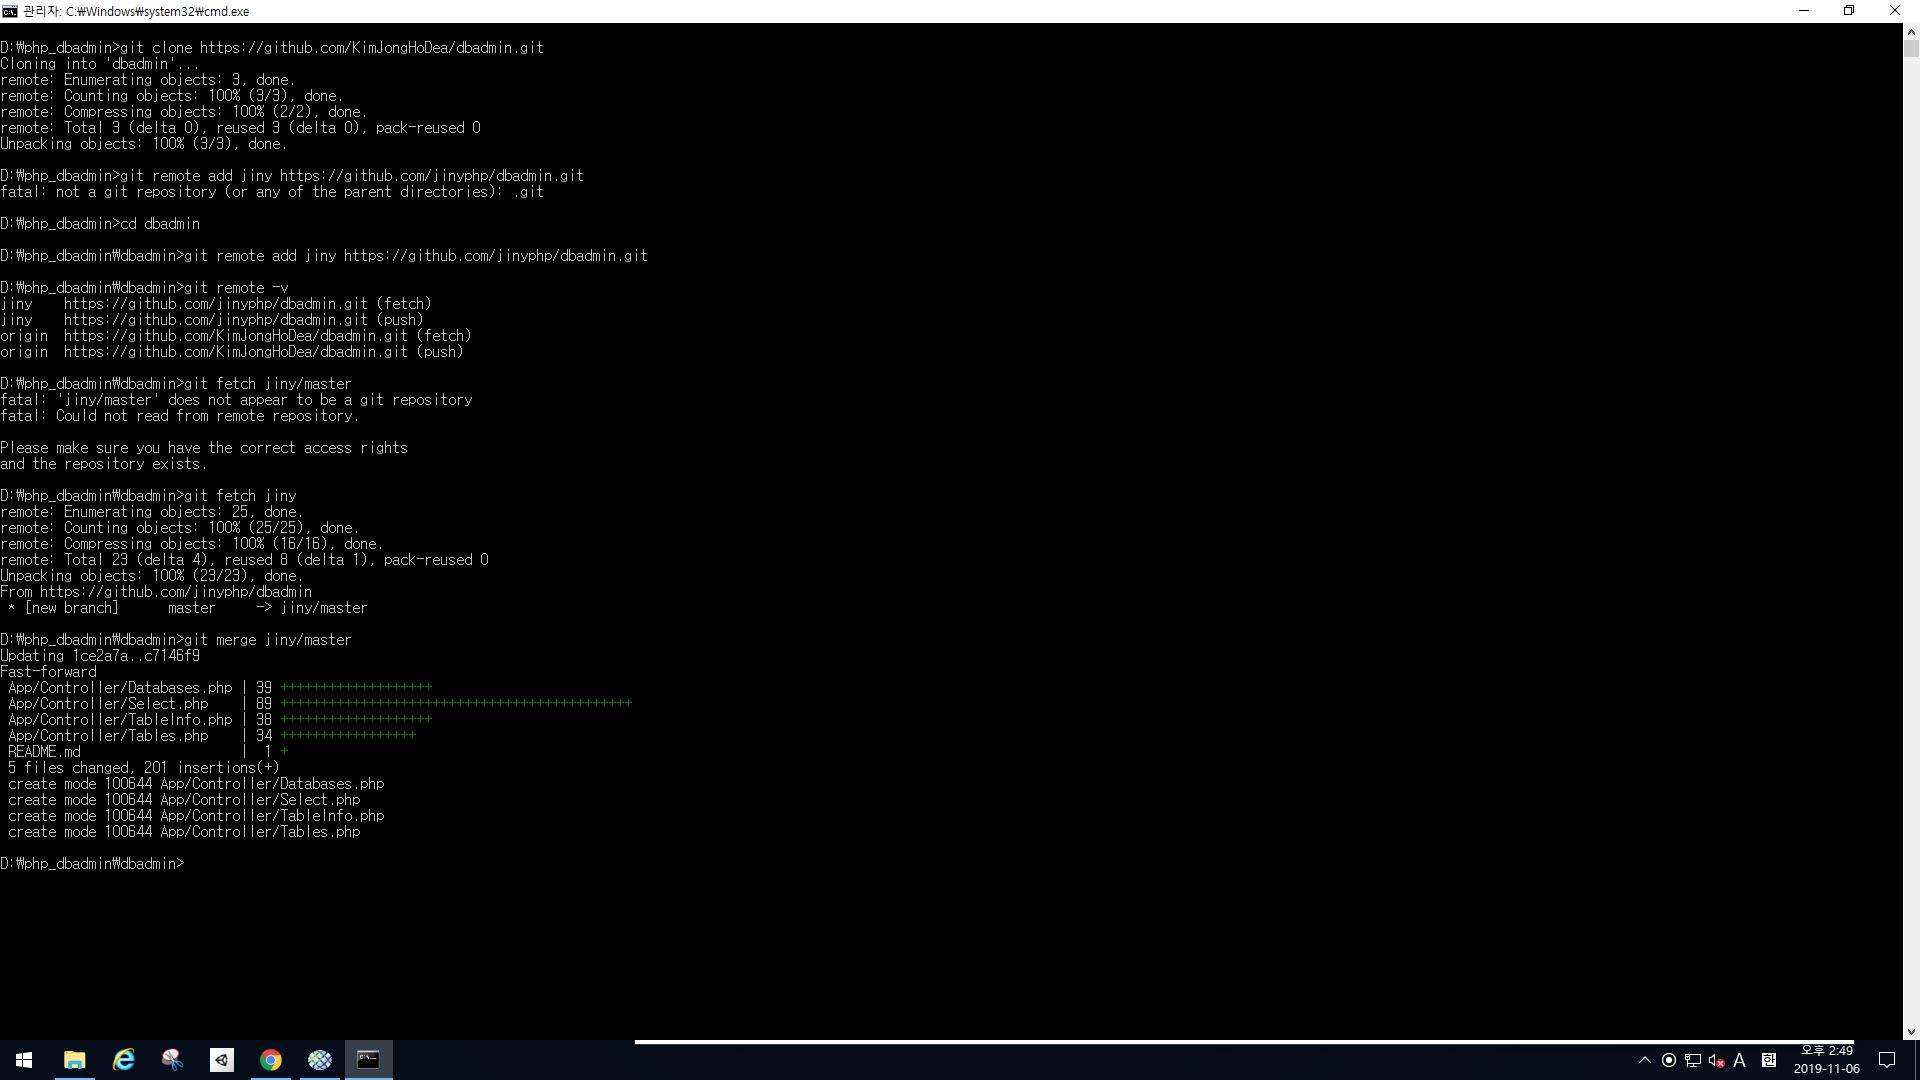 관리자: C:₩Windows₩system32₩cmd.exe
D:₩php_dbadmin>git clone https://github.com/KimJongHoDea/dbadmin.git
Cloning into 'dbadmin'...
remote: Enumerating objects: 3, done.
remote: Counting objects: 100% (3/3), done.
remote: Compressing objects: 100% (2/2), done.
remote: Total 3 (delta 0), reused 3 (delta 0), pack-reused 0
Unpacking objects: 100% (3/3), done.
D:₩php_dbadmin>git remote add jiny https://github.com/jinyphp/dbadmin.git
fatal: not a git repository (or any of the parent directories): .git
D:₩php_dbadmin>cd dbadmin
D:₩php_dbadmin₩dbadmin>git remote add jiny https://github.com/jinyphp/dbadmin.git
D:₩php_dbadmin₩dbadmin>git remote -v
jiny    https://github.com/jinyphp/dbadmin.git (fetch)
jiny    https://github.com/jinyphp/dbadmin.git (push)
origin  https://github.com/KimJongHoDea/dbadmin.git (fetch)
origin  https://github.com/KimJongHoDea/dbadmin.git (push)
D:₩php_dbadmin₩dbadmin>git fetch jiny/master
fatal: 'jiny/master' does not appear to be a git repository
fatal: Could not read from remote repository.
Please make sure you have the correct access rights
and the repository exists.
D:₩php_dbadmin₩dbadmin>git fetch jiny
remote: Enumerating objects: 25, done.
remote: Counting objects: 100% (25/25), done.
remote: Compressing objects: 100% (16/16), done.
remote: Total 23 (delta 4), reused 8 (delta 1), pack-reused 0
Unpacking objects: 100% (23/23), done.
From https://github.com/jinyphp/dbadmin
 * [new branch]      master     -> jiny/master
D:₩php_dbadmin₩dbadmin>git merge jiny/master
Updating 1ce2a7a..c7146f9
Fast-forward
 App/Controller/Databases.php | 39 +++++++++++++++++++
 App/Controller/Select.php    | 89 ++++++++++++++++++++++++++++++++++++++++++++
 App/Controller/TableInfo.php | 38 +++++++++++++++++++
 App/Controller/Tables.php    | 34 +++++++++++++++++
 README.md                    |  1 +
 5 files changed, 201 insertions(+)
 create mode 100644 App/Controller/Databases.php
 create mode 100644 App/Controller/Select.php
 create mode 100644 App/Controller/TableInfo.php
 create mode 100644 App/Controller/Tables.php
D:₩php_dbadmin₩dbadmin>
A 한 오후 2:49
2019-11-06